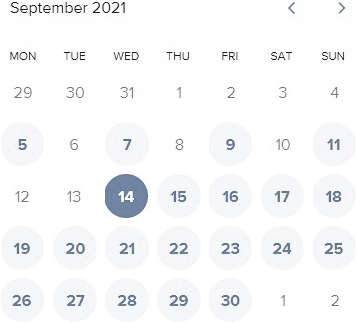 September 2021
MON TUE WED THU FRI SAT SUN
29 30 31 1 2 3 4
5 6 7 8 9 10 11
12 13 14 15 16 17 18
19 20 21 22 23 24 25
26 27 28 29 30 1 2